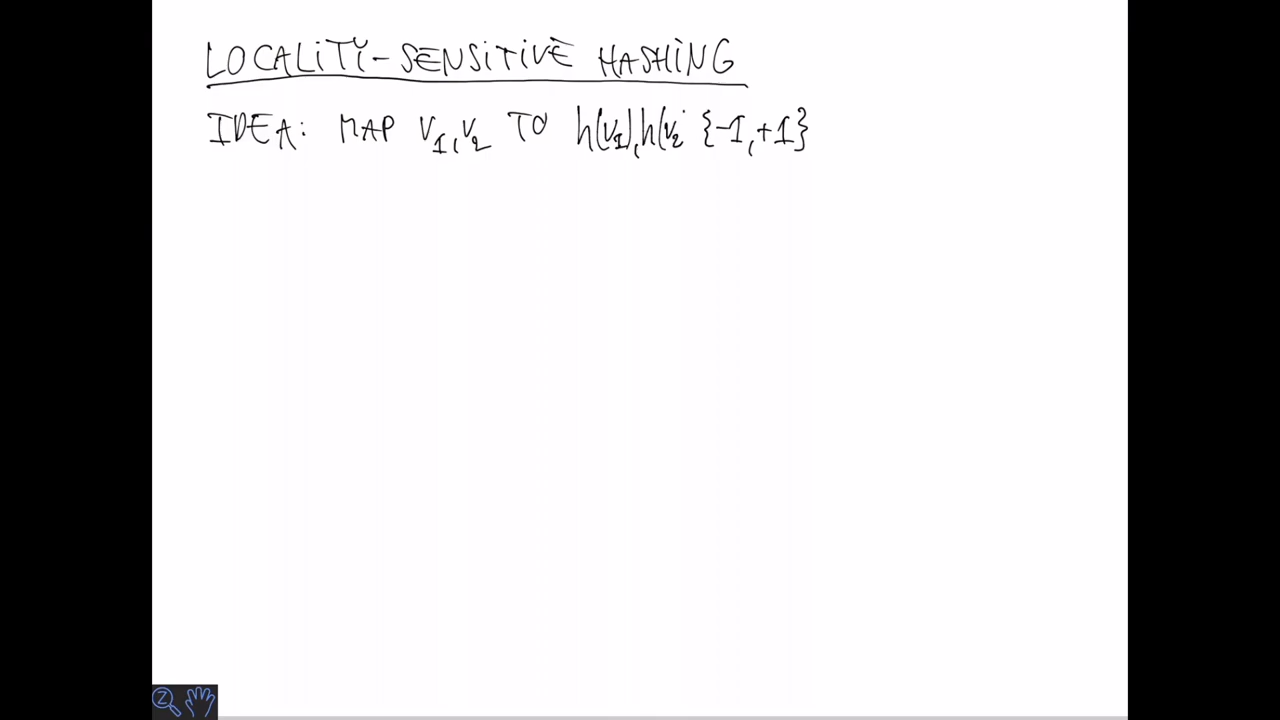 LOCALITY-SENSITIVE HASHING
IDEA: MAP v1,v2 TO h(v1),h(v2 {-1,+1}
Z